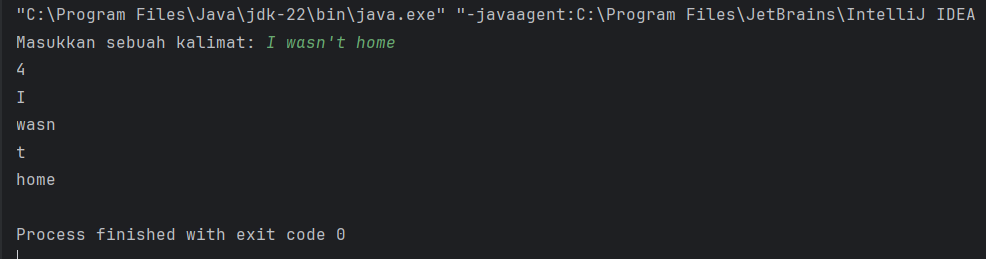 "C:\Program Files\Java\jdk-22\bin\java.exe" "-javaagent:C:\Program Files\JetBrains\IntelliJ IDEA
Masukkan sebuah kalimat: I wasn't home
4
I
wasn
t
home
Process finished with exit code 0